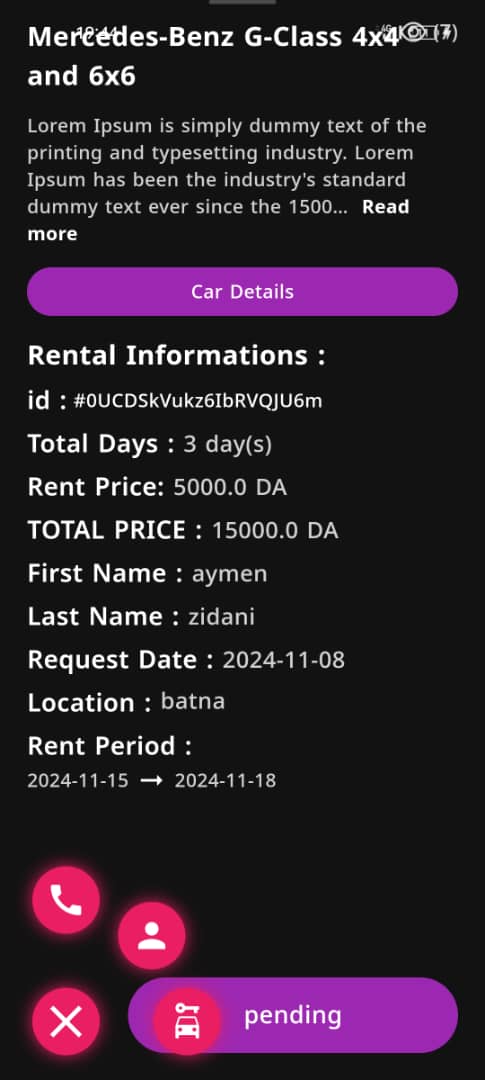 Mercedes-Benz G-Class 4x4
(7)
and 6x6
Lorem Ipsum is simply dummy text of the
printing and typesetting industry. Lorem
Ipsum has been the industry's standard
dummy text ever since the 1500... Read
more
Car Details
Rental Informations :
id : #0UCDSkVukz6IbRVQJU6m
Total Days : 3 day(s)
Rent Price: 5000.0 DA
TOTAL PRICE : 15000.0 DA
First Name : aymen
Last Name : zidani
Request Date : 2024-11-08
Location : batna
Rent Period :
2024-11-15 → 2024-11-18
pending